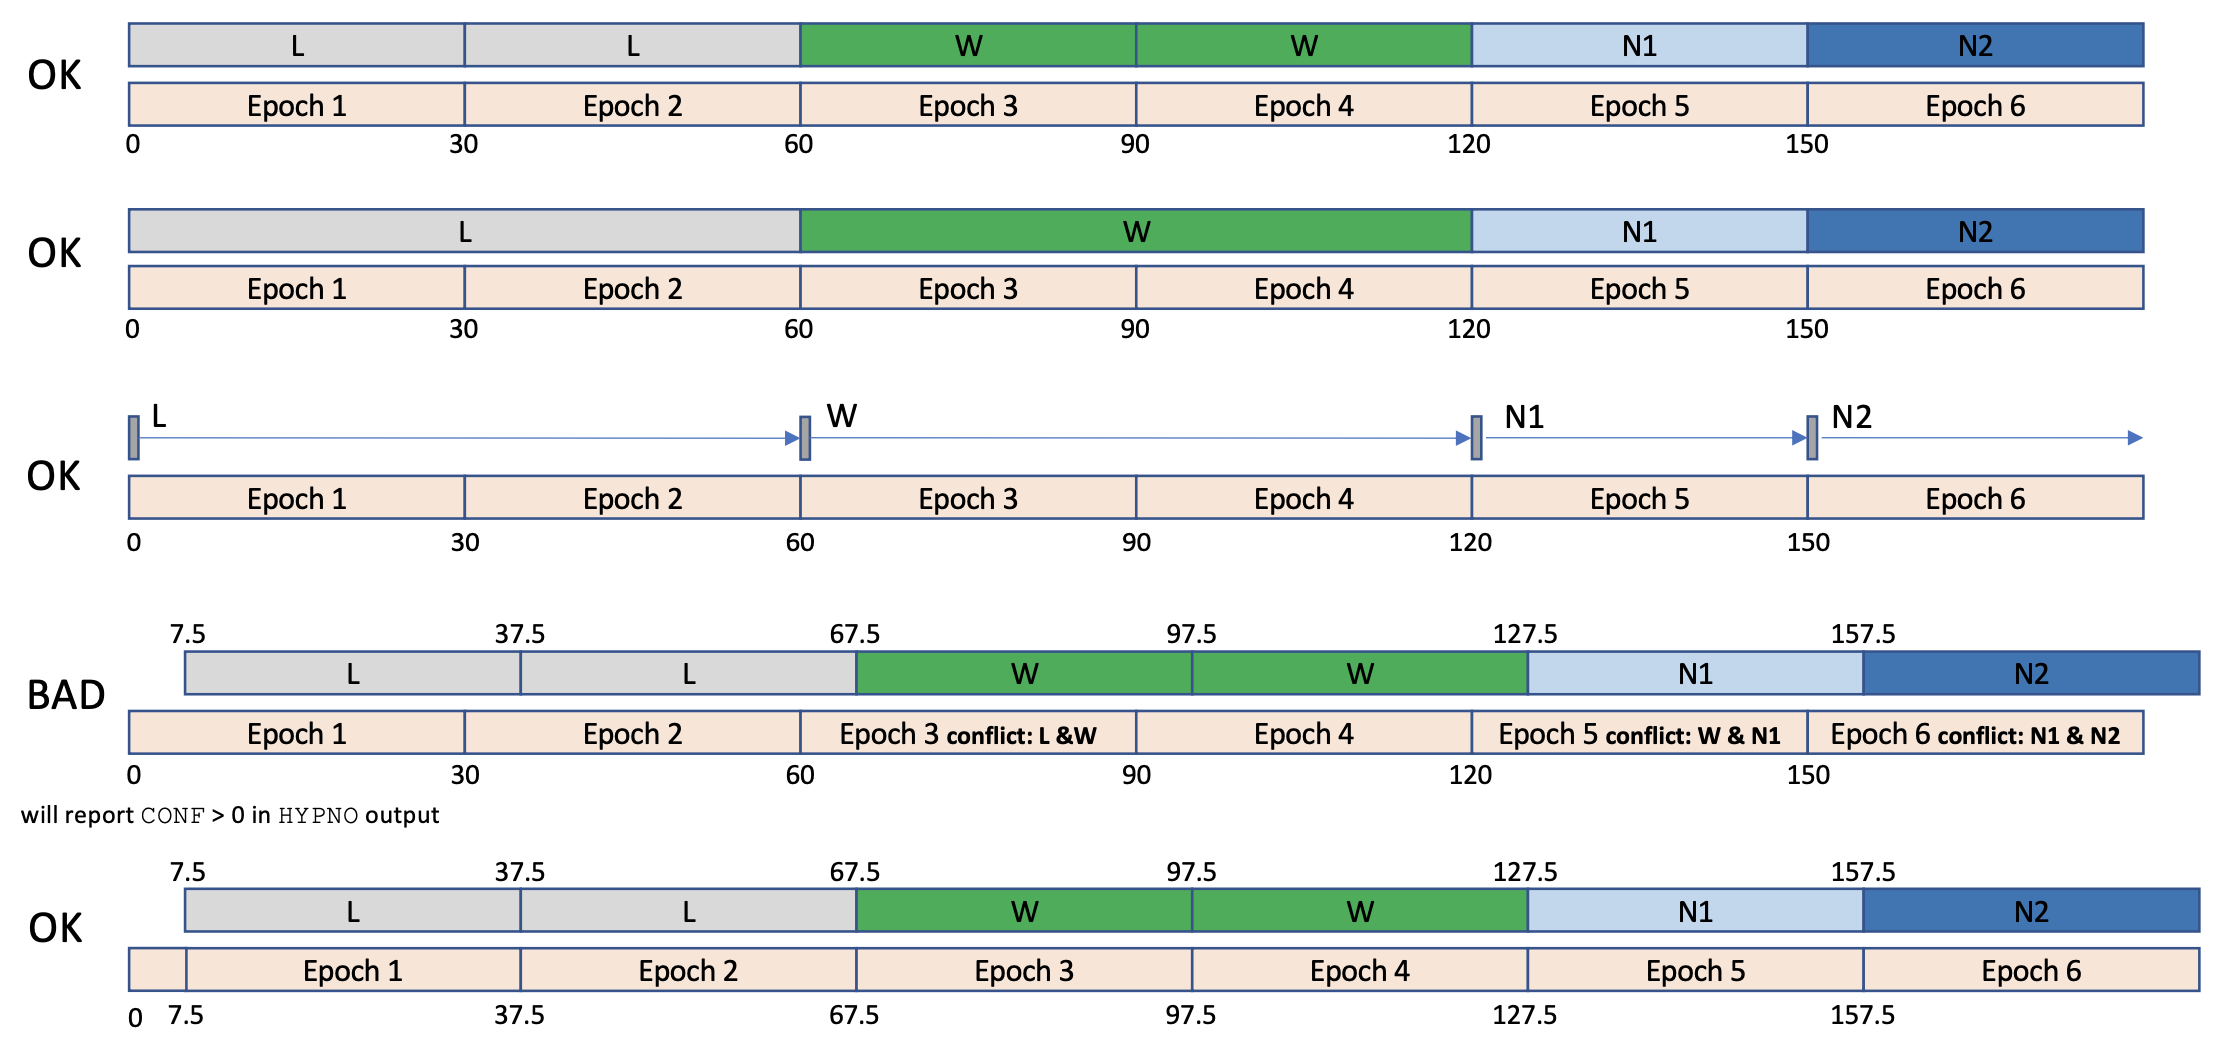 L L W W N1 N2
OK
Epoch 1 Epoch 2 Epoch 3 Epoch 4 Epoch 5 Epoch 6
0 30 60 90 120 150
L W N1 N2
OK
Epoch 1 Epoch 2 Epoch 3 Epoch 4 Epoch 5 Epoch 6
0 30 60 90 120 150
L W N1 N2
OK
Epoch 1 Epoch 2 Epoch 3 Epoch 4 Epoch 5 Epoch 6
0 30 60 90 120 150
7.5 37.5 67.5 97.5 127.5 157.5
L L W W N1 N2
BAD
Epoch 1 Epoch 2 Epoch 3 conflict: L &W Epoch 4 Epoch 5 conflict: W & N1 Epoch 6 conflict: N1 & N2
0 30 60 90 120 150
will report CONF > 0 in HYPNO output
7.5 37.5 67.5 97.5 127.5 157.5
L L W W N1 N2
OK
Epoch 1 Epoch 2 Epoch 3 Epoch 4 Epoch 5 Epoch 6
0 7.5 37.5 67.5 97.5 127.5 157.5